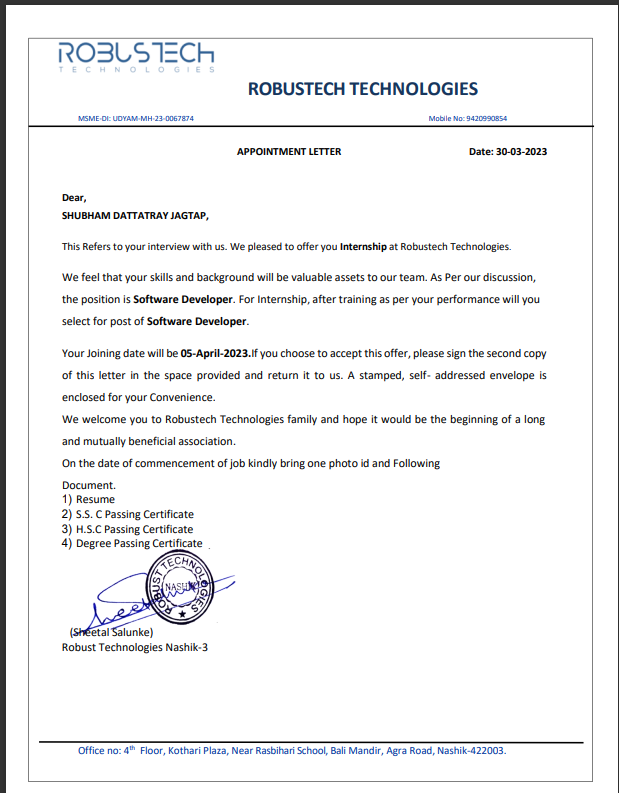 ROBUSTECH
TECHNOLOGIES
ROBUSTECH TECHNOLOGIES
MSME-DI: UDYAM-MH-23-0067874 Mobile No: 9420990854
APPOINTMENT LETTER Date: 30-03-2023
Dear,
SHUBHAM DATTATRAY JAGTAP,
This Refers to your interview with us. We pleased to offer you Internship at Robustech Technologies.
We feel that your skills and background will be valuable assets to our team. As Per our discussion,
the position is Software Developer. For Internship, after training as per your performance will you
select for post of Software Developer.
Your Joining date will be 05-April-2023.If you choose to accept this offer, please sign the second copy
of this letter in the space provided and return it to us. A stamped, self- addressed envelope is
enclosed for your Convenience.
We welcome you to Robustech Technologies family and hope it would be the beginning of a long
and mutually beneficial association.
On the date of commencement of job kindly bring one photo id and Following
Document.
1) Resume
2) S.S. C Passing Certificate
3) H.S.C Passing Certificate
4) Degree Passing Certificate
ROBUST TECHNOLOGIES
NASHIK
(Sheetal Salunke)
Robust Technologies Nashik-3
Office no: 4th Floor, Kothari Plaza, Near Rasbihari School, Bali Mandir, Agra Road, Nashik-422003.